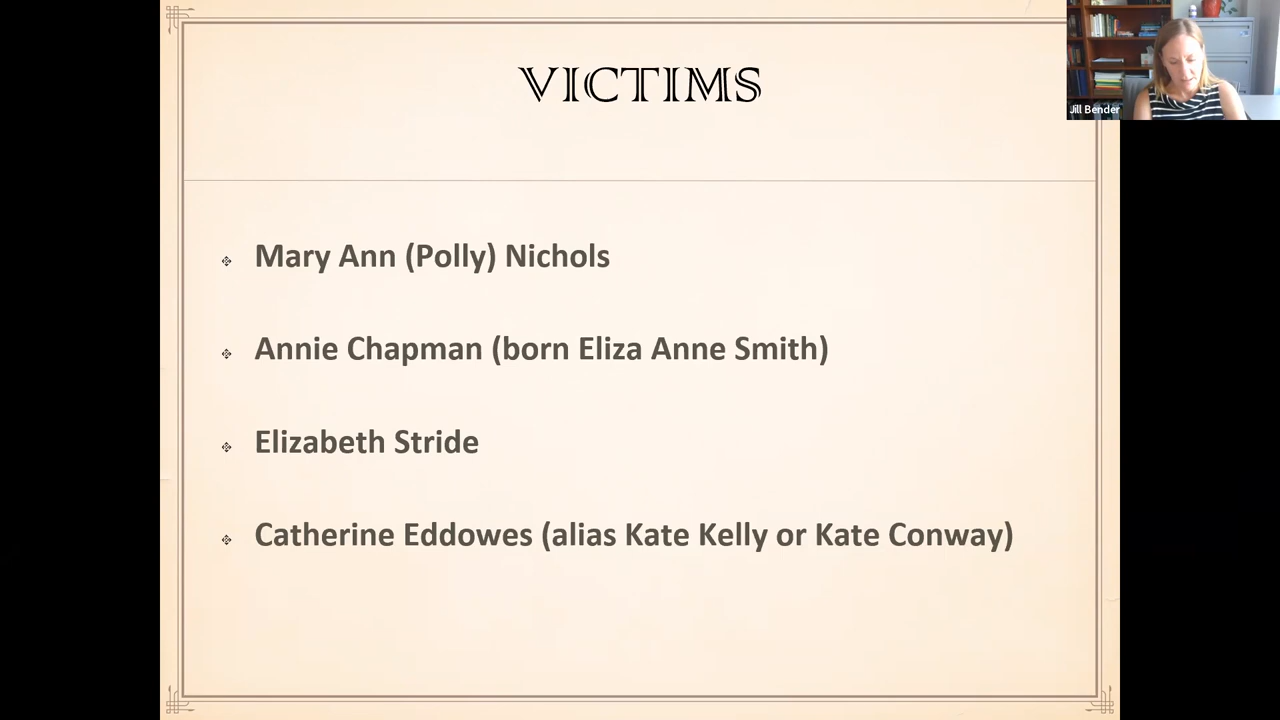 VICTIMS
Jill Bender
Mary Ann (Polly) Nichols
Annie Chapman (born Eliza Anne Smith)
Elizabeth Stride
Catherine Eddowes (alias Kate Kelly or Kate Conway)